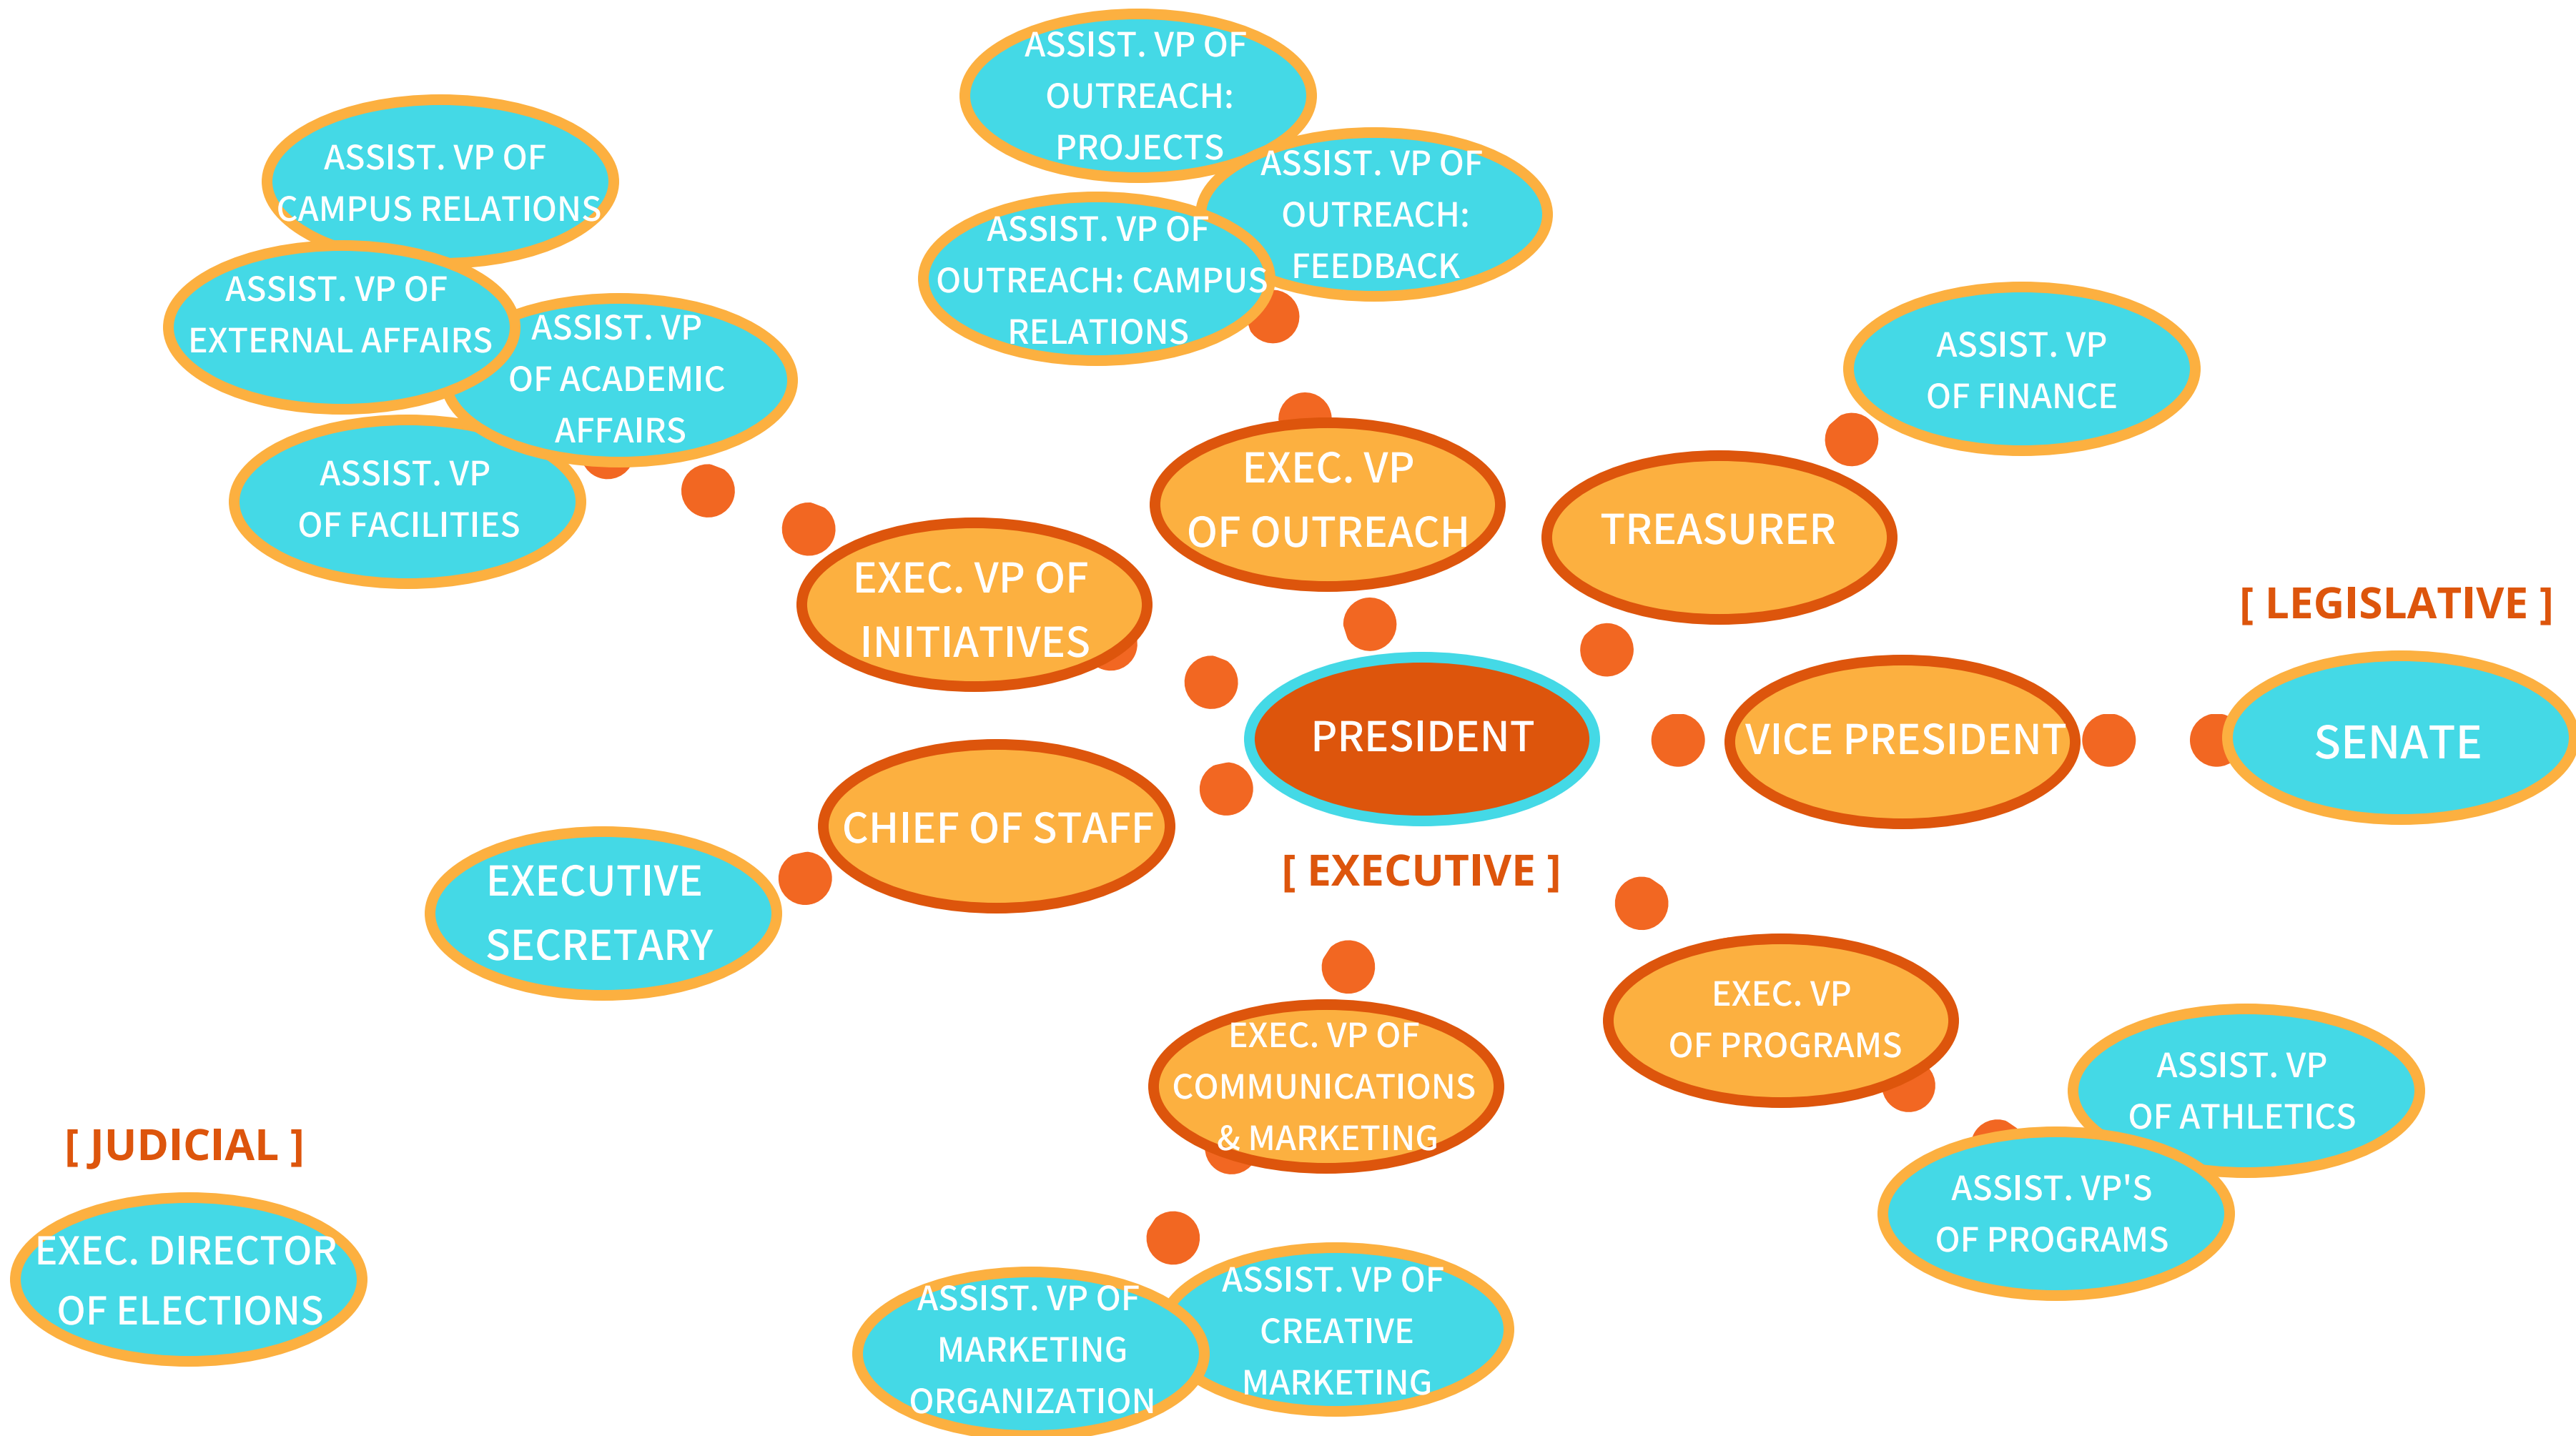 ASSIST. VP OF
OUTREACH:
PROJECTS
ASSIST. VP OF
OUTREACH:
FEEDBACK
ASSIST. VP OF
OUTREACH: CAMPUS
RELATIONS
ASSIST. VP OF
CAMPUS RELATIONS
ASSIST. VP OF
EXTERNAL AFFAIRS
ASSIST. VP
OF ACADEMIC
AFFAIRS
ASSIST. VP
OF FACILITIES
ASSIST. VP
OF FINANCE
EXEC. VP
OF OUTREACH
TREASURER
EXEC. VP OF
INITIATIVES
[ LEGISLATIVE ]
PRESIDENT
VICE PRESIDENT
SENATE
CHIEF OF STAFF
[ EXECUTIVE ]
EXECUTIVE
SECRETARY
EXEC. VP
OF PROGRAMS
EXEC. VP OF
COMMUNICATIONS
& MARKETING
ASSIST. VP
OF ATHLETICS
ASSIST. VP'S
OF PROGRAMS
[ JUDICIAL ]
EXEC. DIRECTOR
OF ELECTIONS
ASSIST. VP OF
MARKETING
ORGANIZATION
ASSIST. VP OF
CREATIVE
MARKETING